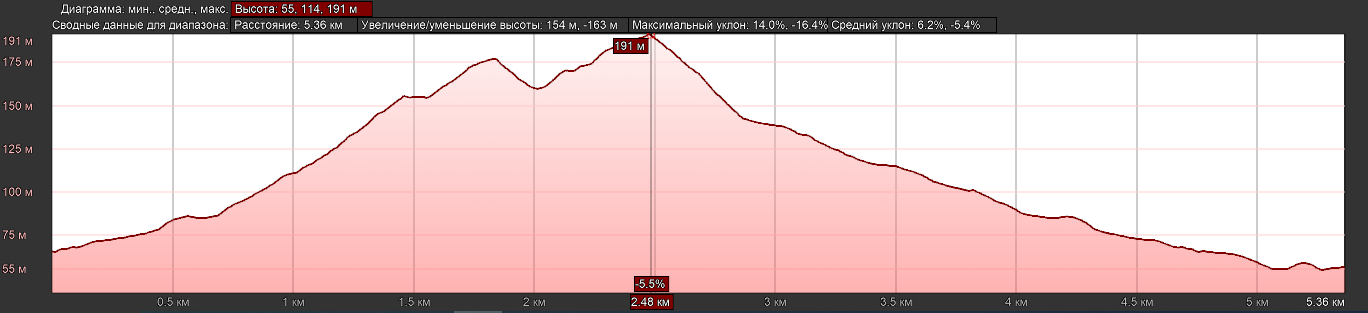 Диаграмма: мин., средн., макс. Высота: 55, 114, 191 м
Сводные данные для диапазона: Расстояние: 5.36 км Увеличение/уменьшение высоты: 154 м, -163 м Максимальный уклон: 14.0%, -16.4% Средний уклон: 6.2%, -5.4%
191 м
191 м
175 м
150 м
125 м
100 м
75 м
55 м
-5.5%
0.5 км 1 км 1.5 км 2 км 2.48 км 3 км 3.5 км 4 км 4.5 км 5 км 5.36 км